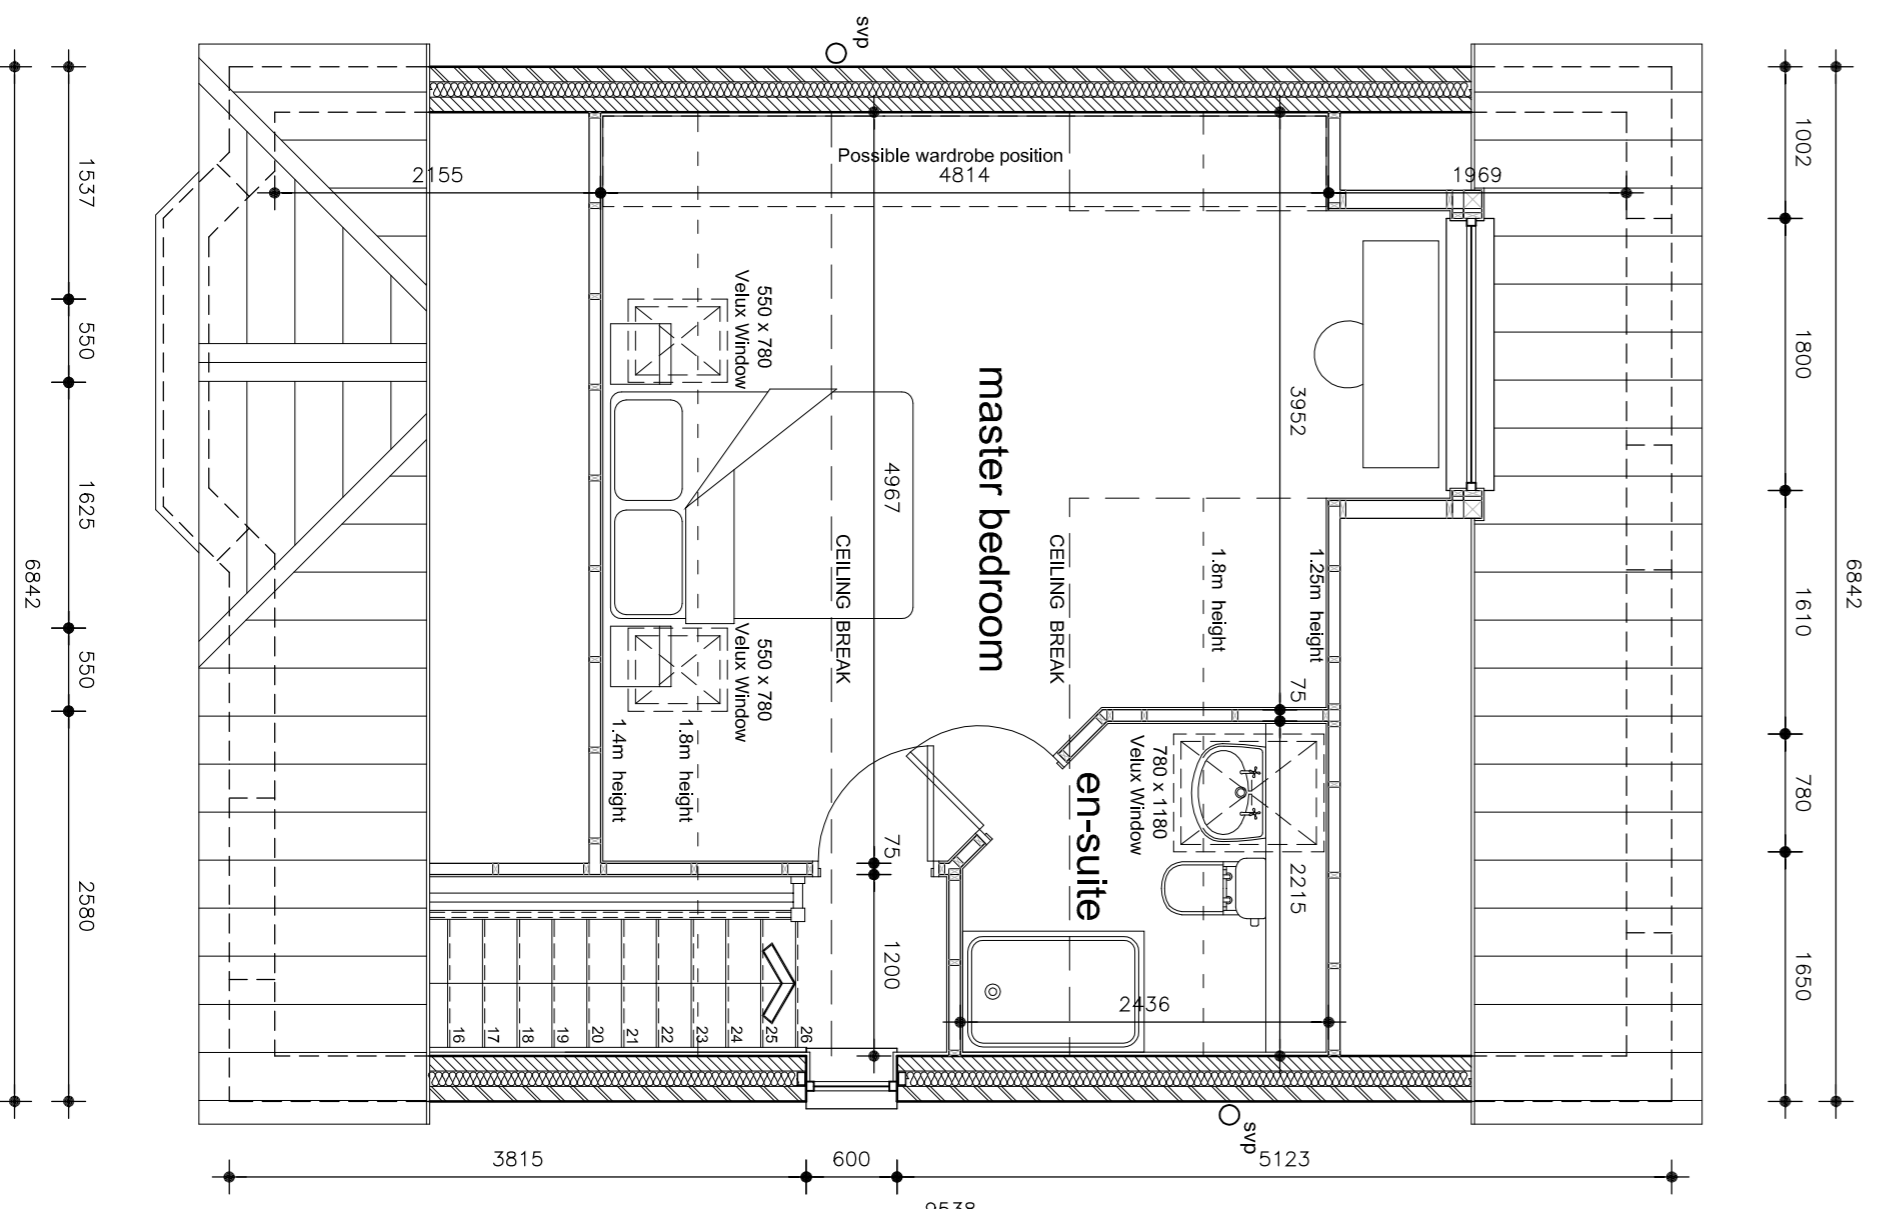 svp
Possible wardrobe position
2155
4814
1969
1537
550
1625
550
2580
6842
1002
1800
1610
780
1650
6842
550 x 780
Velux Window
master bedroom
3952
4967
CEILING BREAK
CEILING BREAK
1.8m height
1.25m height
550 x 780
Velux Window
1.4m height
1.8m height
75
75
780 x 1180
Velux Window
en-suite
2215
1200
2436
16
17
18
19
20
21
22
23
24
25
26
svp
3815
600
5123
9538